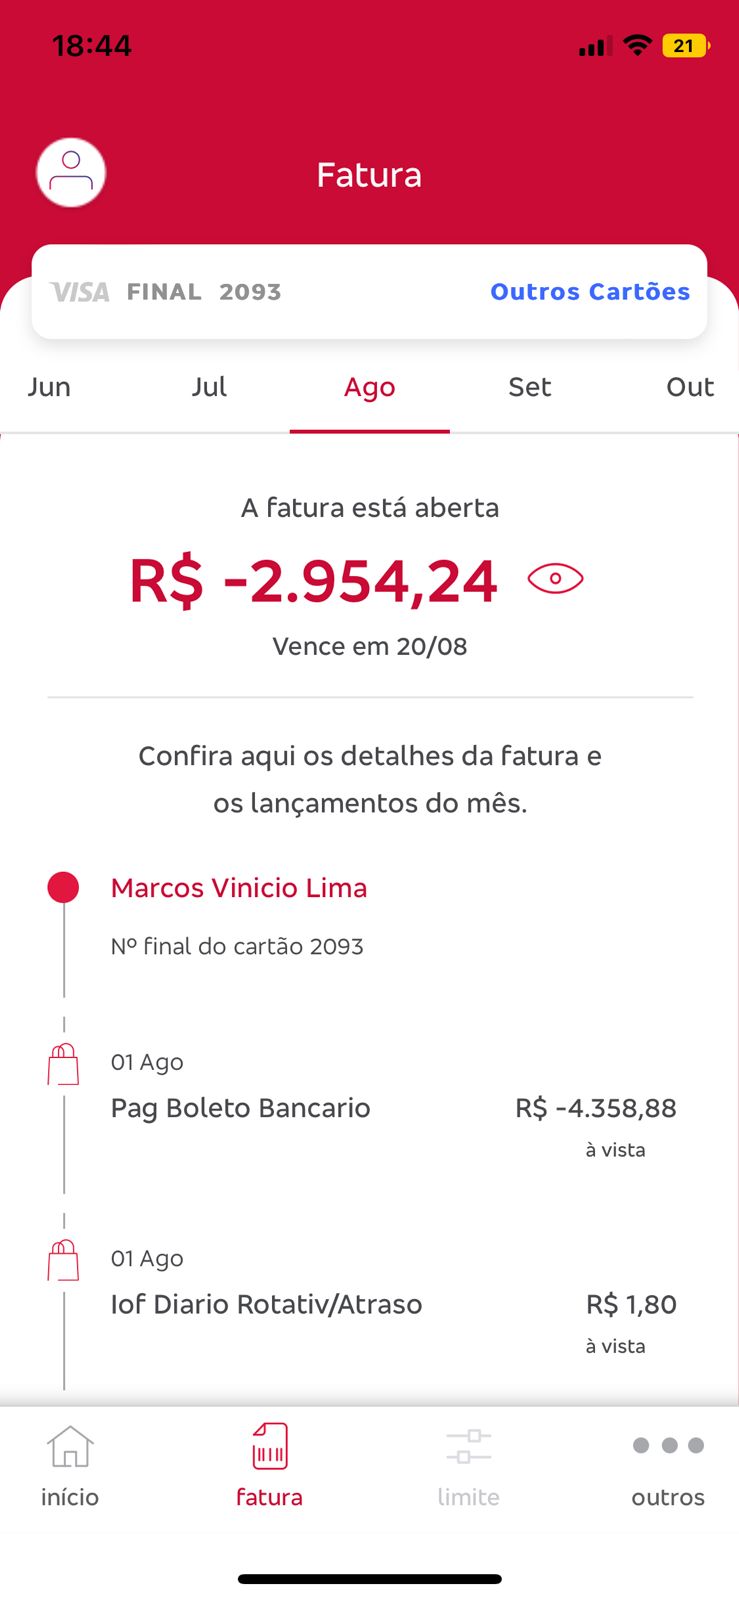 18:44
21
Fatura
VISA FINAL 2093 Outros Cartões
Jun Jul Ago Set Out
A fatura está aberta
R$ -2.954,24
Vence em 20/08
Confira aqui os detalhes da fatura e
os lançamentos do mês.
Marcos Vinicio Lima
Nº final do cartão 2093
01 Ago
Pag Boleto Bancario R$ -4.358,88
à vista
01 Ago
Iof Diario Rotativ/Atraso R$ 1,80
à vista
início fatura limite outros